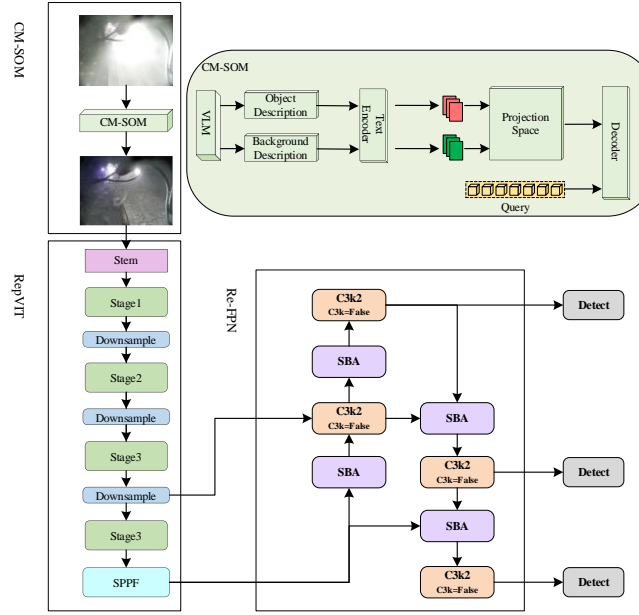 CM-SOM
CM-SOM
CM-SOM
VLM
Object
Description
Background
Description
Text
Encoder
Projection
Space
Decoder
Query
RepVIT
Stem
Stage1
Downsample
Stage2
Downsample
Stage3
Downsample
Stage3
SPPF
Re-FPN
C3k2
C3k=False
SBA
C3k2
C3k=False
SBA
SBA
C3k2
C3k=False
SBA
C3k2
C3k=False
Detect
Detect
Detect